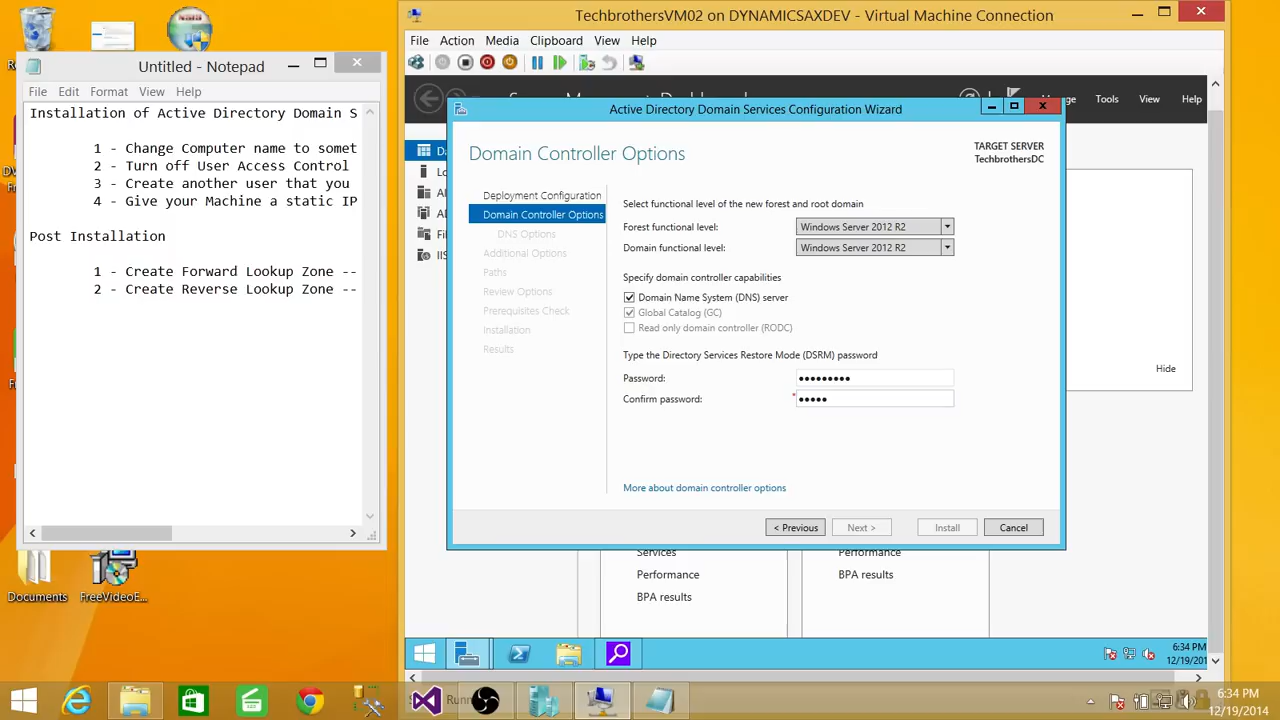 TechbrothersVM02 on DYNAMICSAXDEV - Virtual Machine Connection
File Action Media Clipboard View Help
Untitled - Notepad
File Edit Format View Help
Installation of Active Directory Domain S
1 - Change Computer name to somet
2 - Turn off User Access Control
3 - Create another user that you
4 - Give your Machine a static IP
Post Installation
1 - Create Forward Lookup Zone --
2 - Create Reverse Lookup Zone --
Tools View Help
Active Directory Domain Services Configuration Wizard
Domain Controller Options
TARGET SERVER
TechbrothersDC
Deployment Configuration
Domain Controller Options
DNS Options
Additional Options
Paths
Review Options
Prerequisites Check
Installation
Results
Select functional level of the new forest and root domain
Forest functional level: Windows Server 2012 R2
Domain functional level: Windows Server 2012 R2
Specify domain controller capabilities
Domain Name System (DNS) server
Global Catalog (GC)
Read only domain controller (RODC)
Type the Directory Services Restore Mode (DSRM) password
Password: •••••••••
Confirm password: * •••••
More about domain controller options
< Previous Next > Install Cancel
Hide
Services
Performance
BPA results
Performance
BPA results
Documents
FreeVideoE...
6:34 PM
12/19/201
6:34 PM
12/19/2014